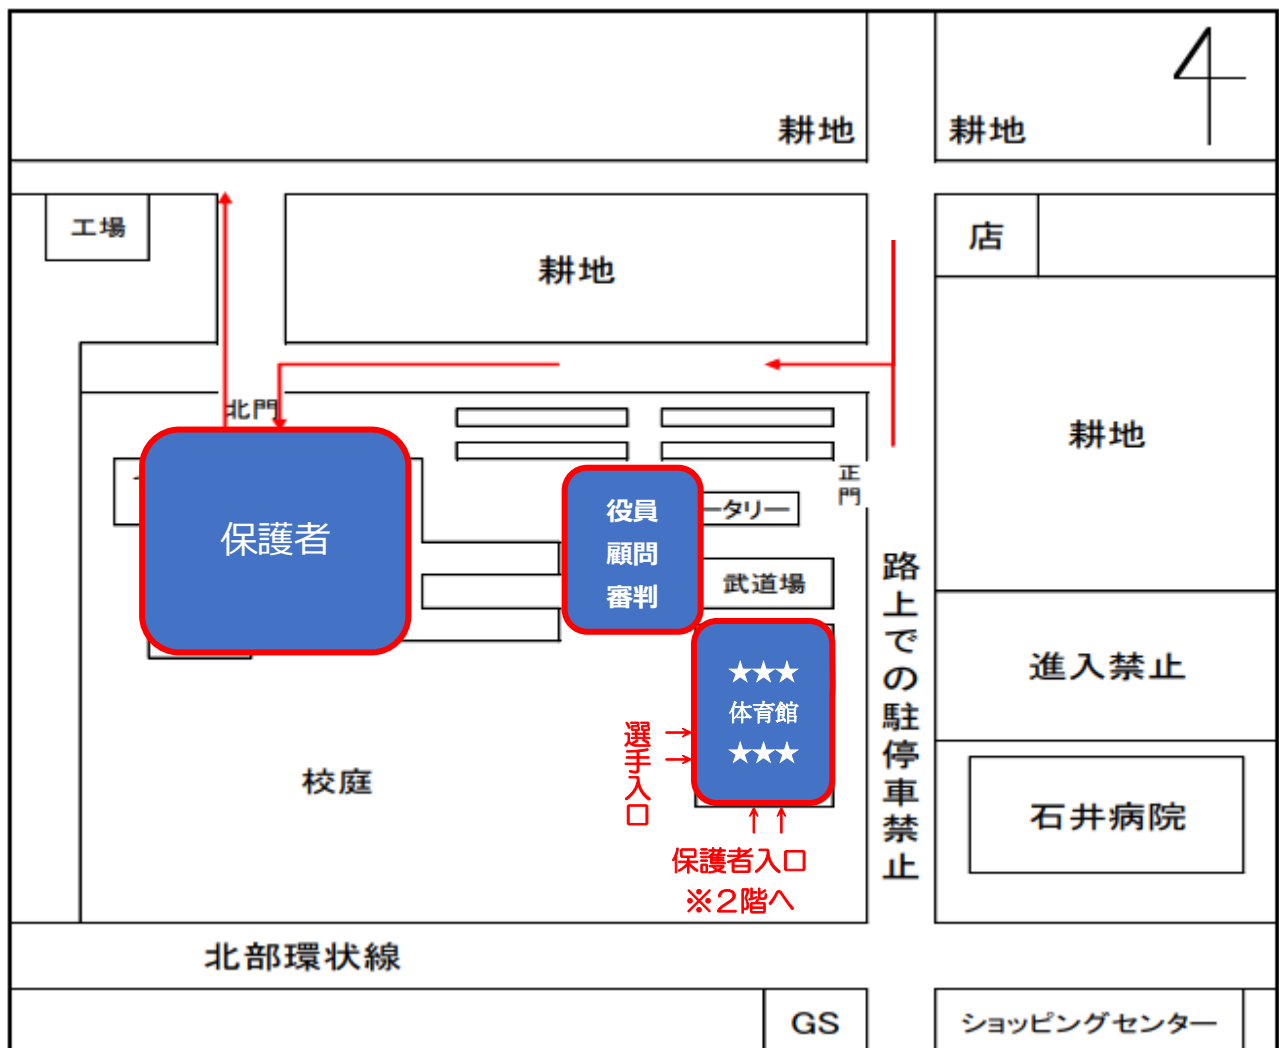 耕地
耕地
工場
店
耕地
北門
耕地
正門
保護者
役員
顧問
審判
ータリー
武道場
路上での駐停車禁止
★★★
体育館
★★★
進入禁止
選手入口
校庭
石井病院
保護者入口
※２階へ
北部環状線
GS
ショッピングセンター